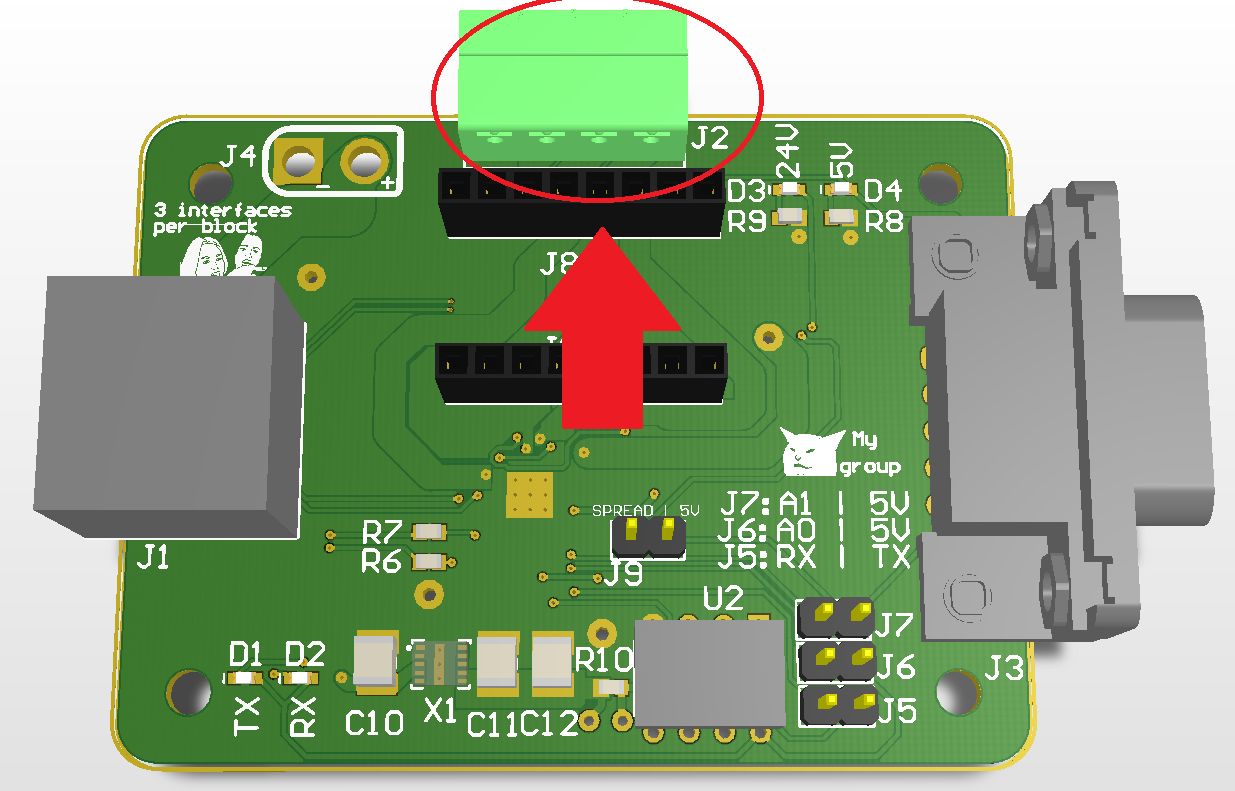 J2
J4
24V
5V
-
+
D3
D4
3 interfaces
per block
R9
R8
J8
My
group
SPREAD | 5V
J7:A1 | 5V
J6:A0 | 5V
J5:RX | TX
R7
R6
J1
J9
U2
J7
D1
D2
R10
J6
J3
TX
RX
C10
X1
C11
C12
J5